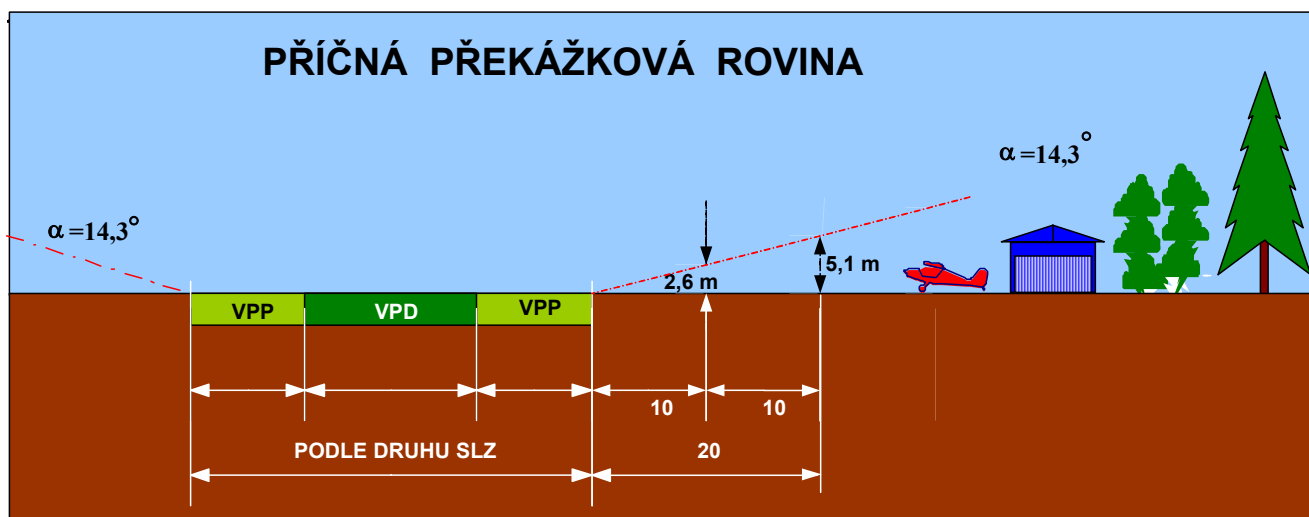 PŘÍČNÁ PŘEKÁŽKOVÁ ROVINA
α=14,3°
α=14,3°
5,1 m
2,6 m
VPP
VPD
VPP
10
10
PODLE DRUHU SLZ
20